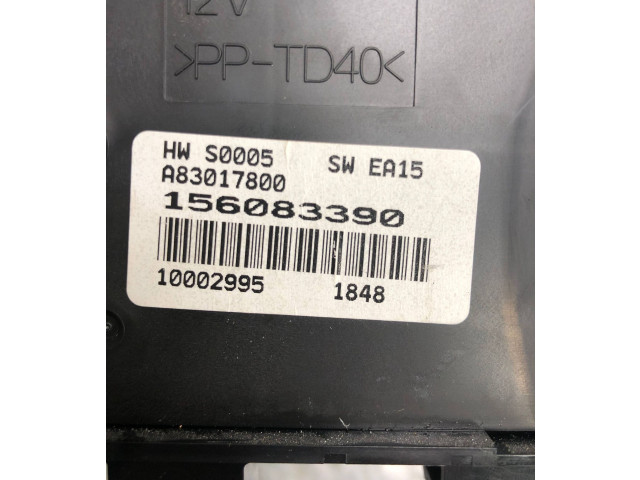 12V
>PP-TD40<
HW S0005 SW EA15
A83017800
156083390
10002995 1848